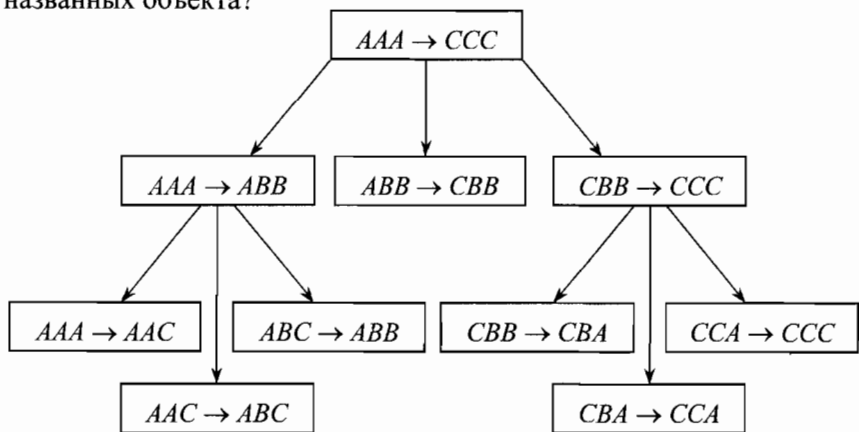 названных объекта?
AAA → CCC
AAA → ABB
ABB → CBB
CBB → CCC
AAA → AAC
ABC → ABB
CBB → CBA
CCA → CCC
AAC → ABC
CBA → CCA